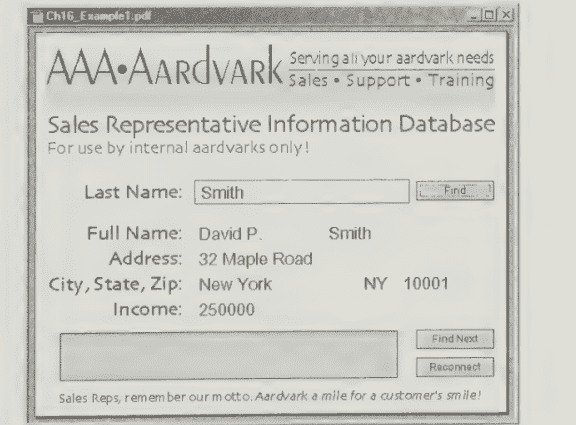 Ch16_Example1.pdf
AAA•AARdvARk
Serving all your aardvark needs
Sales • Support • Training
Sales Representative Information Database
For use by internal aardvarks only!
Last Name: Smith Find
Full Name: David P. Smith
Address: 32 Maple Road
City, State, Zip: New York NY 10001
Income: 250000
Find Next
Reconnect
Sales Reps, remember our motto. Aardvark a mile for a customer's smile!